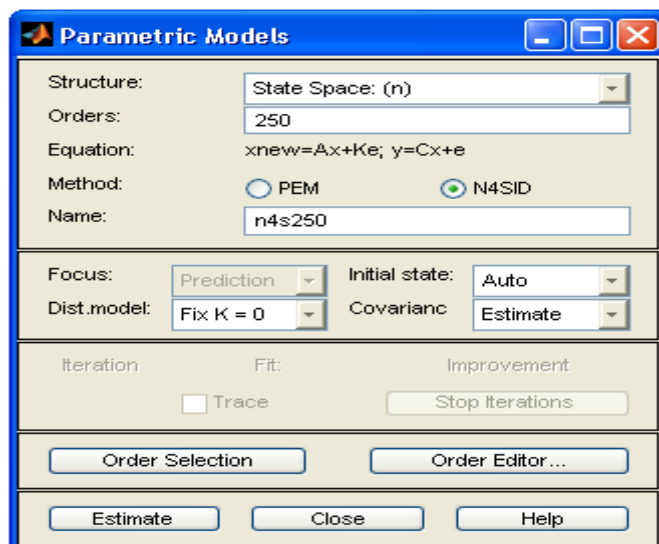 Parametric Models
Structure: State Space: (n)
Orders: 250
Equation: xnew=Ax+Ke; y=Cx+e
Method: PEM N4SID
Name: n4s250
Focus: Prediction Initial state: Auto
Dist.model: Fix K = 0 Covarianc Estimate
Iteration Fit: Improvement
Trace Stop Iterations
Order Selection Order Editor...
Estimate Close Help